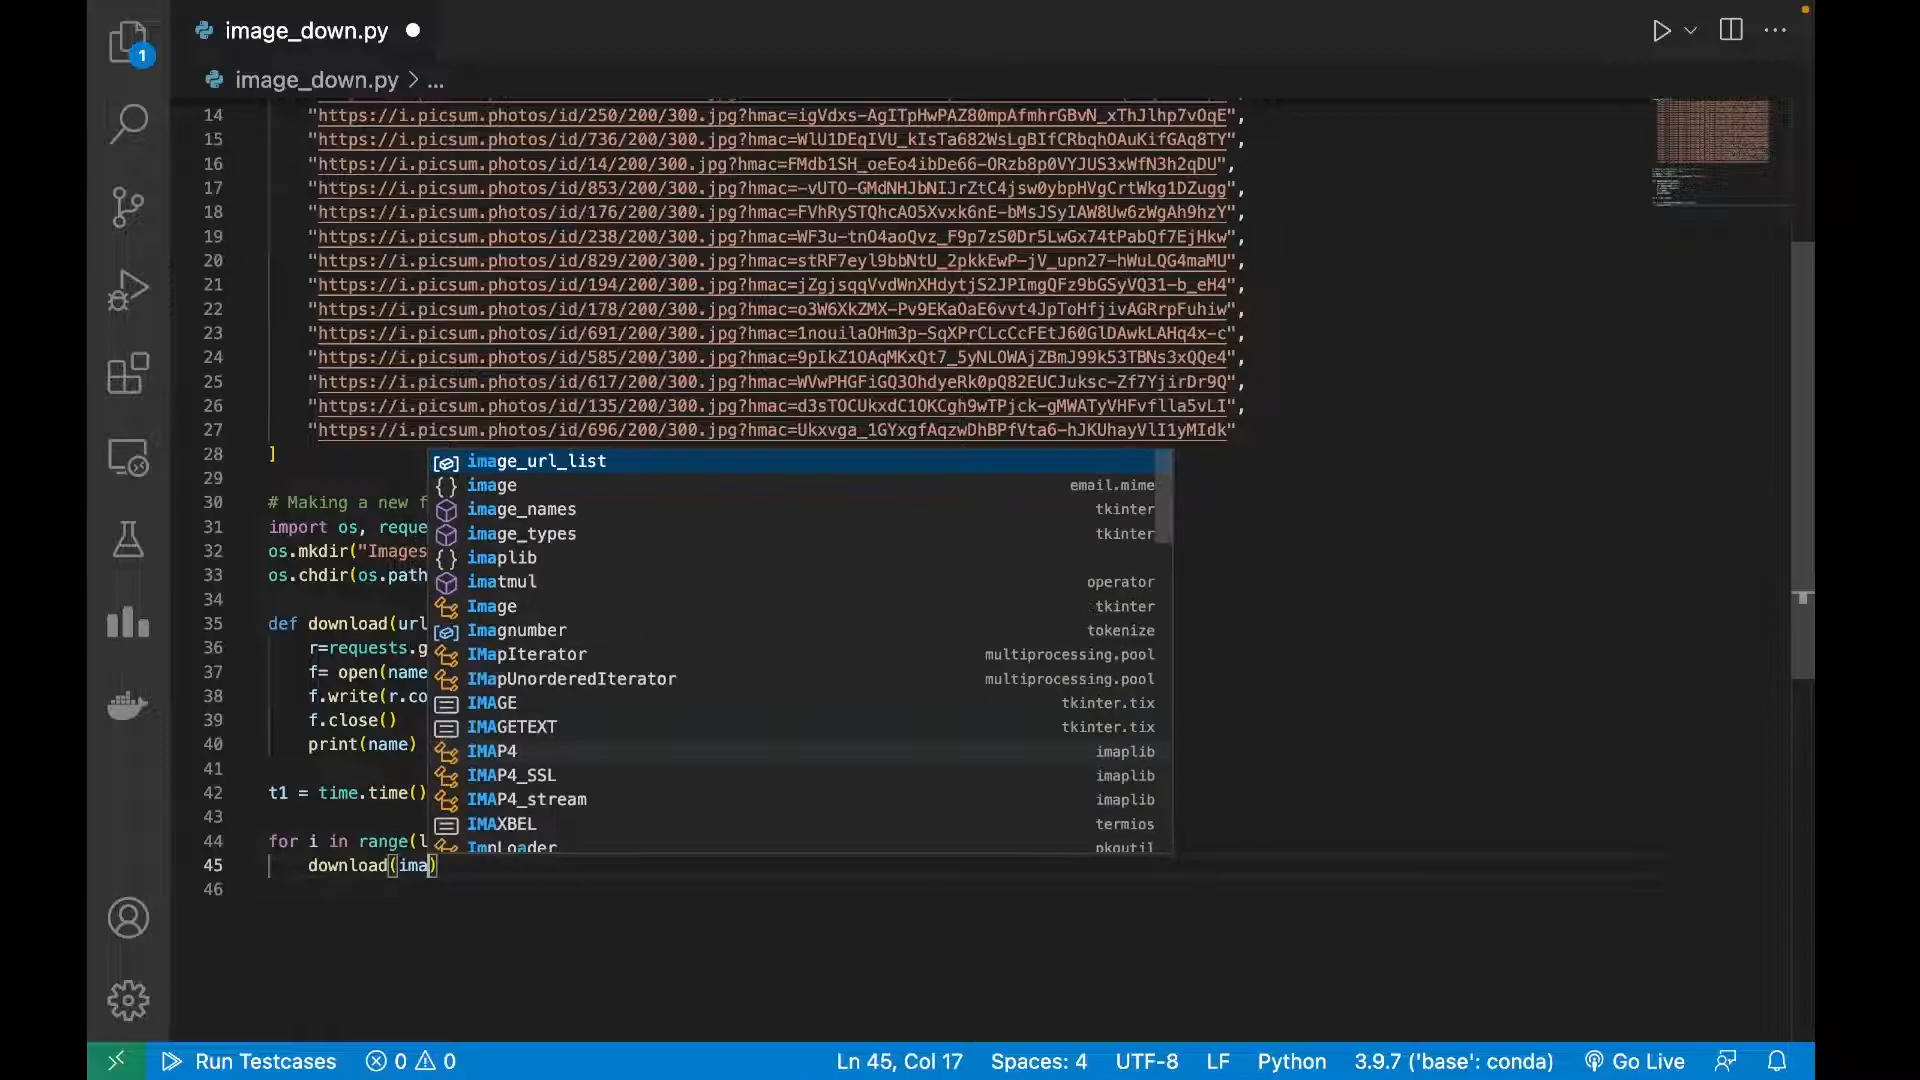 1
image_down.py
image_down.py > ...
14 "https://i.picsum.photos/id/250/200/300.jpg?hmac=igVdxs-AgITpHwPAZ80mpAfmhrGBvN_xThJlhp7vOqE",
15 "https://i.picsum.photos/id/736/200/300.jpg?hmac=WlU1DEqIVU_kIsTa682WsLgBIfCRbqhOAuKifGAq8TY",
16 "https://i.picsum.photos/id/14/200/300.jpg?hmac=FMdb1SH_oeEo4ibDe66-ORzb8p0VYJUS3xWfN3h2qDU",
17 "https://i.picsum.photos/id/853/200/300.jpg?hmac=-vUTO-GMdNHJbNIJrZtC4jsw0ybpHVgCrtWkg1DZugg",
18 "https://i.picsum.photos/id/176/200/300.jpg?hmac=FVhRySTQhcAO5Xvxk6nE-bMsJSyIAW8Uw6zWgAh9hzY",
19 "https://i.picsum.photos/id/238/200/300.jpg?hmac=WF3u-tnO4aoQvz_F9p7zS0Dr5LwGx74tPabQf7EjHkw",
20 "https://i.picsum.photos/id/829/200/300.jpg?hmac=stRF7eyl9bbNtU_2pkkEwP-jV_upn27-hWuLQG4maMU",
21 "https://i.picsum.photos/id/194/200/300.jpg?hmac=jZgjsqqVvdWnXHdytjS2JPImgQFz9bGSyVQ31-b_eH4",
22 "https://i.picsum.photos/id/178/200/300.jpg?hmac=o3W6XkZMX-Pv9EKaOaE6vvt4JpToHfjivAGRrpFuhiw",
23 "https://i.picsum.photos/id/691/200/300.jpg?hmac=1nouilaOHm3p-SqXPrCLcCcFEtJ60GlDAwkLAHq4x-c",
24 "https://i.picsum.photos/id/585/200/300.jpg?hmac=9pIkZ1OAqMKxQt7_5yNLOWAjZBmJ99k53TBNs3xQQe4",
25 "https://i.picsum.photos/id/617/200/300.jpg?hmac=WVwPHGFiGQ3OhdyeRk0pQ82EUCJuksc-Zf7YjirDr9Q",
26 "https://i.picsum.photos/id/135/200/300.jpg?hmac=d3sTOCUkxdC1OKCgh9wTPjck-gMWATyVHFvflla5vLI",
27 "https://i.picsum.photos/id/696/200/300.jpg?hmac=Ukxvga_1GYxgfAqzwDhBPfVta6-hJKUhayVlI1yMIdk"
28 ]
29
30 # Making a new f
31 import os, reque
32 os.mkdir("Images
33 os.chdir(os.path
34
35 def download(url
36 r=requests.g
37 f= open(name
38 f.write(r.co
39 f.close()
40 print(name)
41
42 t1 = time.time()
43
44 for i in range(l
45 download(ima)
46
image_url_list
image email.mime
image_names tkinter
image_types tkinter
imaplib
imatmul operator
Image tkinter
Imagnumber tokenize
IMapIterator multiprocessing.pool
IMapUnorderedIterator multiprocessing.pool
IMAGE tkinter.tix
IMAGETEXT tkinter.tix
IMAP4 imaplib
IMAP4_SSL imaplib
IMAP4_stream imaplib
IMAXBEL termios
ImpLoader pkgutil
Run Testcases 0 0 Ln 45, Col 17 Spaces: 4 UTF-8 LF Python 3.9.7 ('base': conda) Go Live